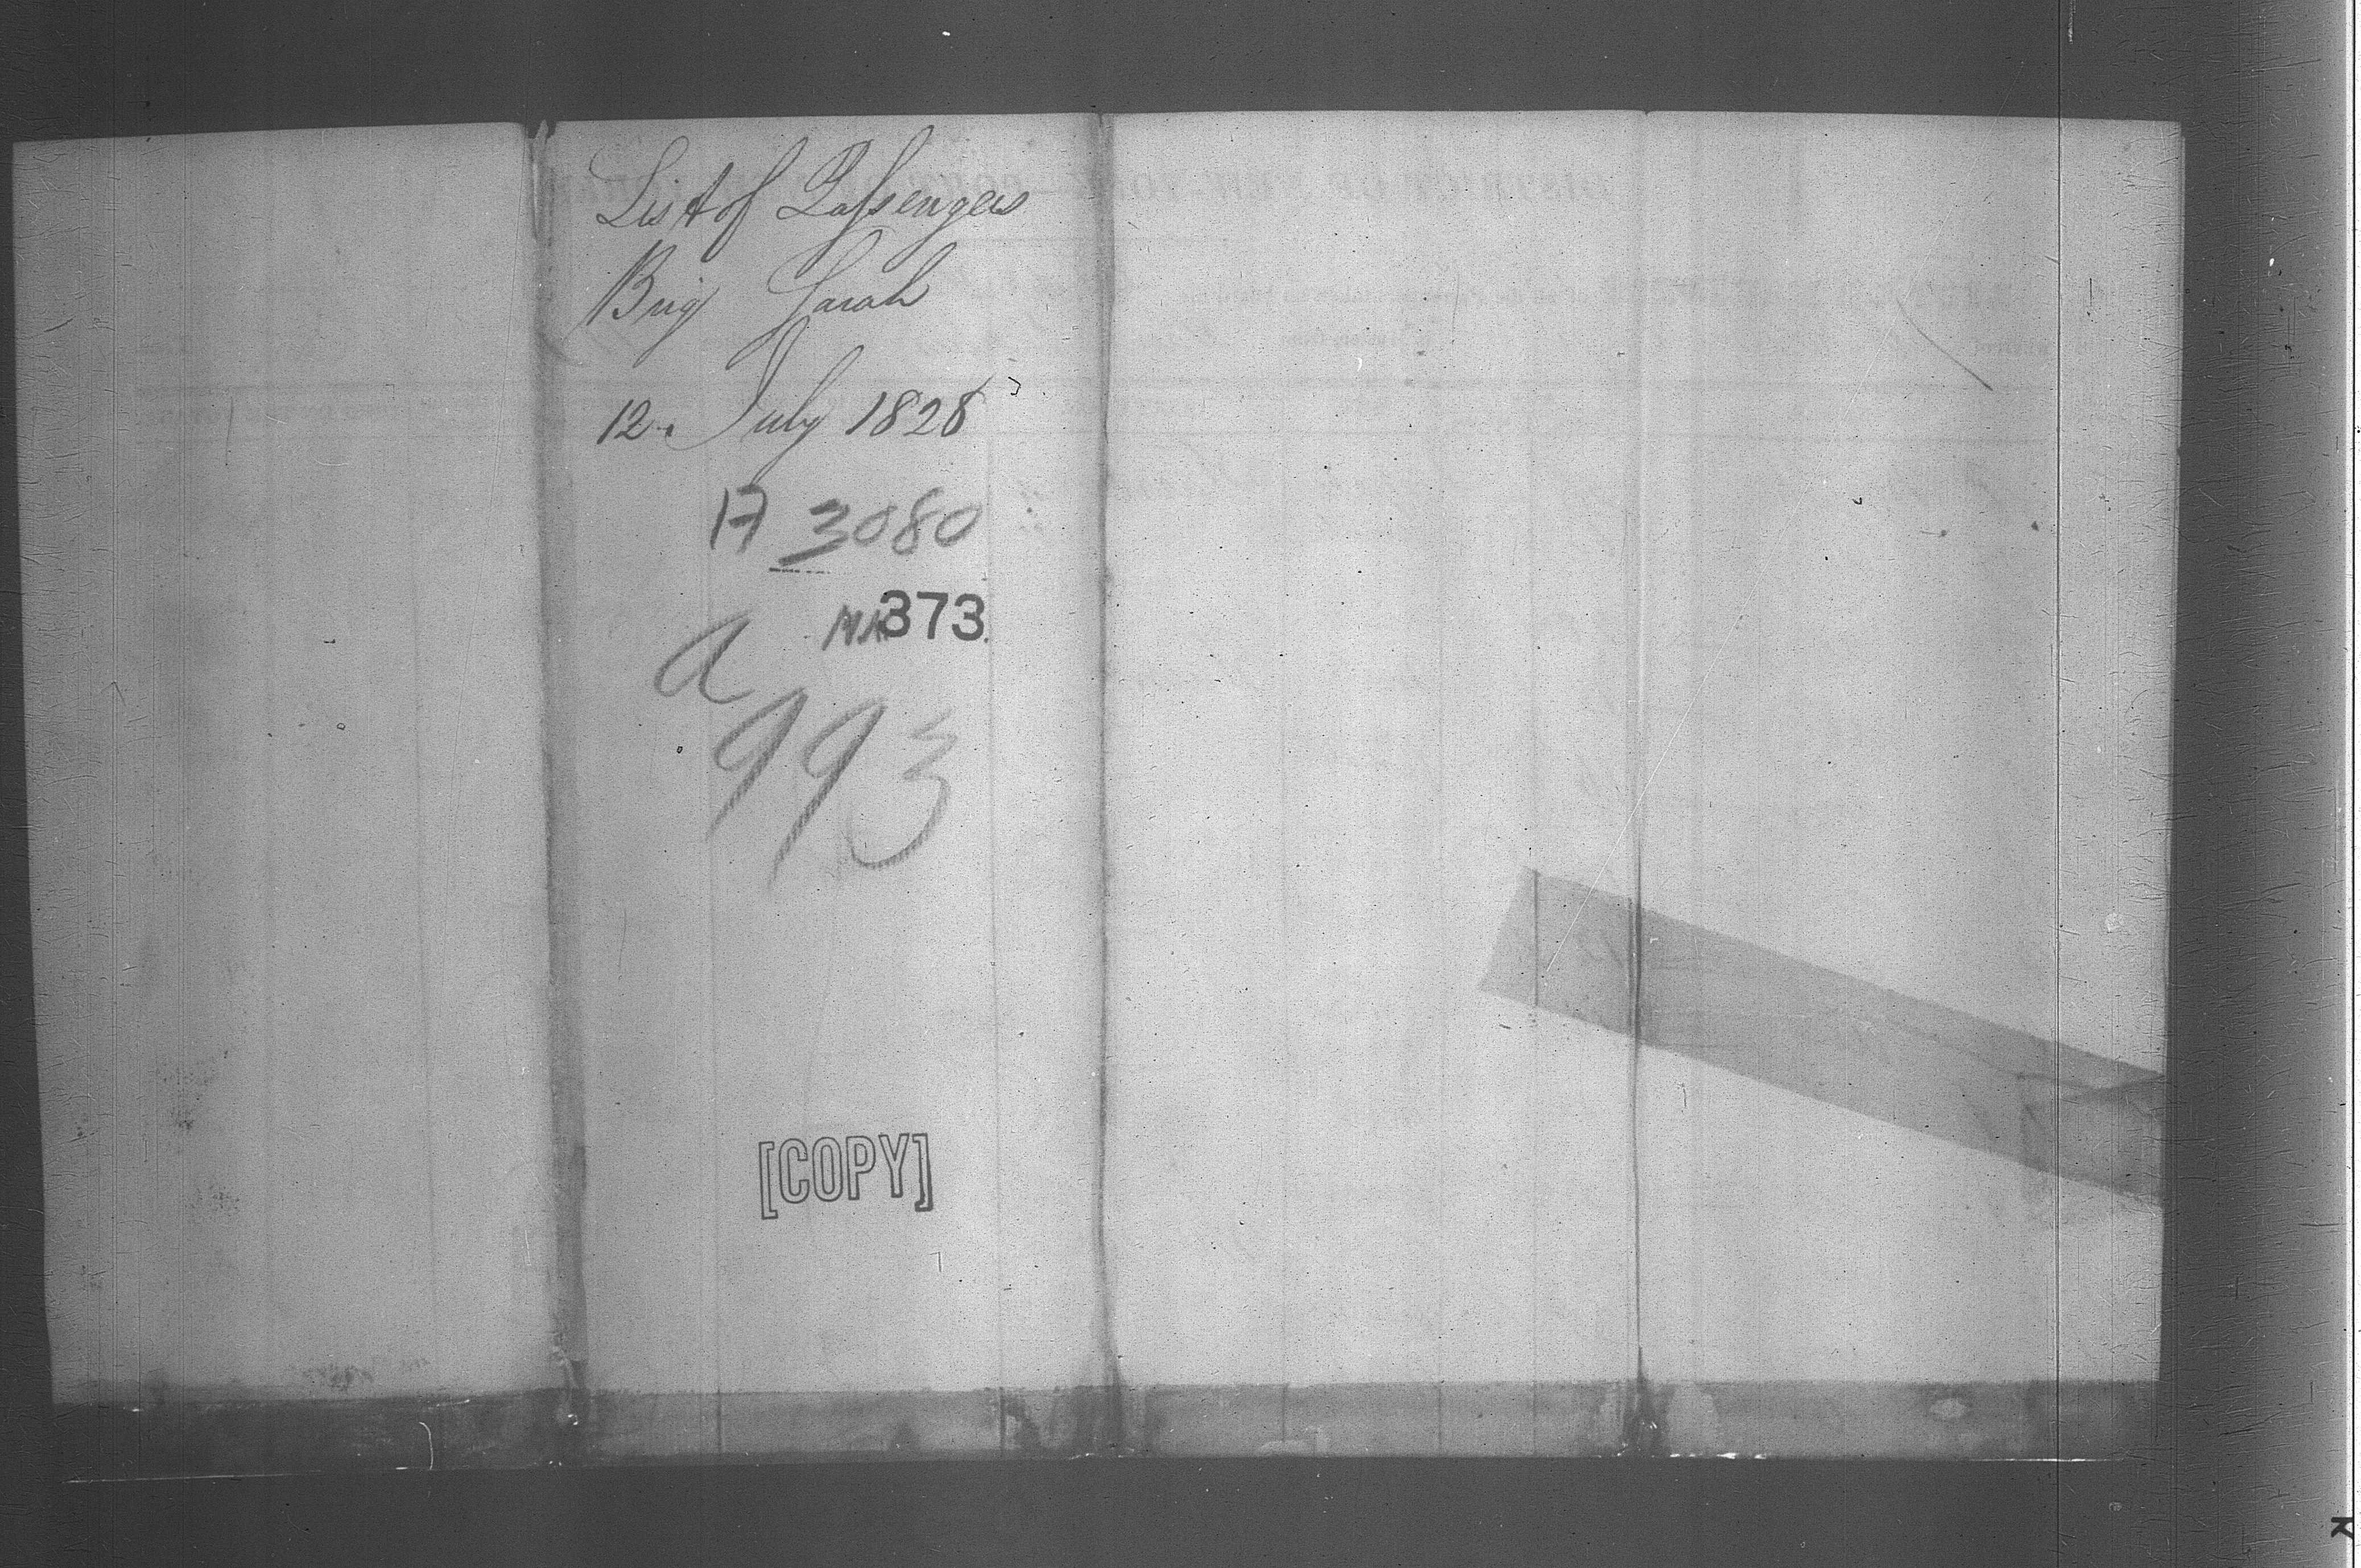 List of Passengers
Brig Sarah
12 July 1828
17 3080
NA 373.
a
993
[COPY]